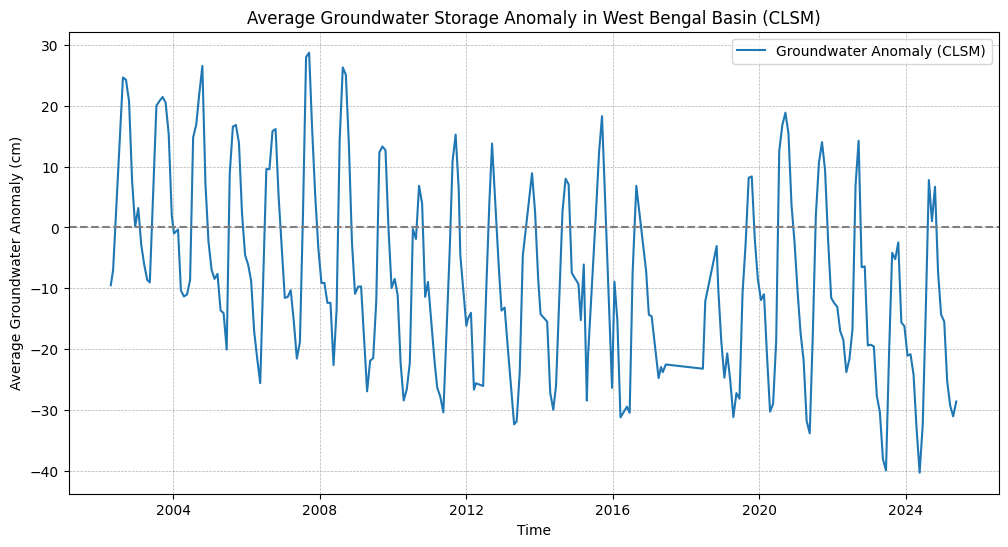 Average Groundwater Storage Anomaly in West Bengal Basin (CLSM)
Groundwater Anomaly (CLSM)
Average Groundwater Anomaly (cm)
30
20
10
0
−10
−20
−30
−40
2004 2008 2012 2016 2020 2024
Time